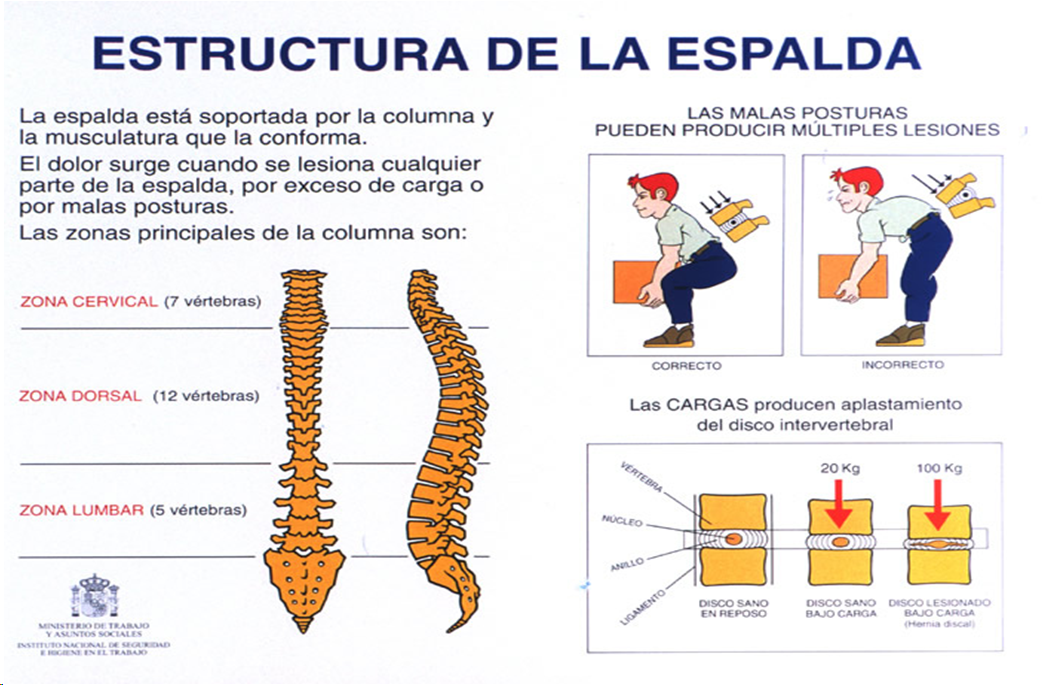 ESTRUCTURA DE LA ESPALDA
La espalda está soportada por la columna y
la musculatura que la conforma.
El dolor surge cuando se lesiona cualquier
parte de la espalda, por exceso de carga o
por malas posturas.
Las zonas principales de la columna son:
ZONA CERVICAL (7 vértebras)
ZONA DORSAL (12 vértebras)
ZONA LUMBAR (5 vértebras)
MINISTERIO DE TRABAJO
Y ASUNTOS SOCIALES
INSTITUTO NACIONAL DE SEGURIDAD
E HIGIENE EN EL TRABAJO
LAS MALAS POSTURAS
PUEDEN PRODUCIR MÚLTIPLES LESIONES
CORRECTO
INCORRECTO
Las CARGAS producen aplastamiento
del disco intervertebral
VERTEBRA
NÚCLEO
ANILLO
LIGAMENTO
20 Kg
100 Kg
DISCO SANO
EN REPOSO
DISCO SANO
BAJO CARGA
DISCO LESIONADO
BAJO CARGA
(Hernia discal)